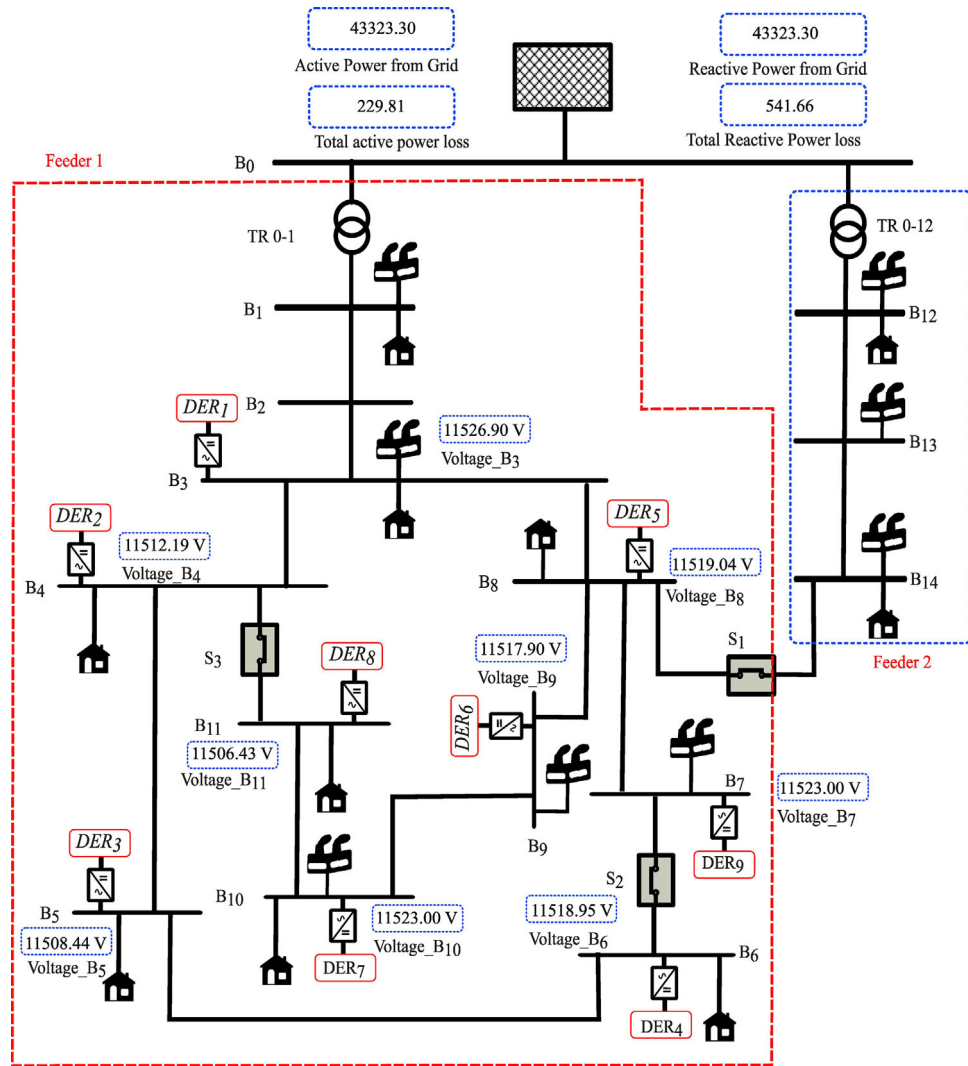 43323.30
Active Power from Grid
229.81
Total active power loss
43323.30
Reactive Power from Grid
541.66
Total Reactive Power loss
Feeder 1
B0
TR 0-1
TR 0-12
B1
B12
B2
DER1
11526.90 V
Voltage_B3
B13
B3
DER2
11512.19 V
Voltage_B4
B4
DER5
11519.04 V
Voltage_B8
B8
B14
S3
S1
Feeder 2
DER8
11517.90 V
Voltage_B9
DER6
B11
11506.43 V
Voltage_B11
B7
11523.00 V
Voltage_B7
B9
DER3
DER9
S2
B10
11523.00 V
Voltage_B10
B5
11508.44 V
Voltage_B5
11518.95 V
Voltage_B6
B6
DER7
DER4